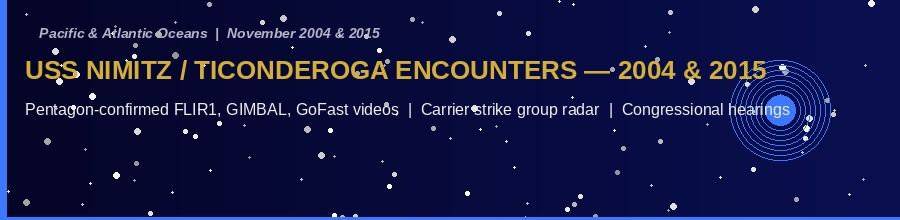 Pacific & Atlantic Oceans | November 2004 & 2015
USS NIMITZ / TICONDEROGA ENCOUNTERS — 2004 & 2015
Pentagon-confirmed FLIR1, GIMBAL, GoFast videos | Carrier strike group radar | Congressional hearings